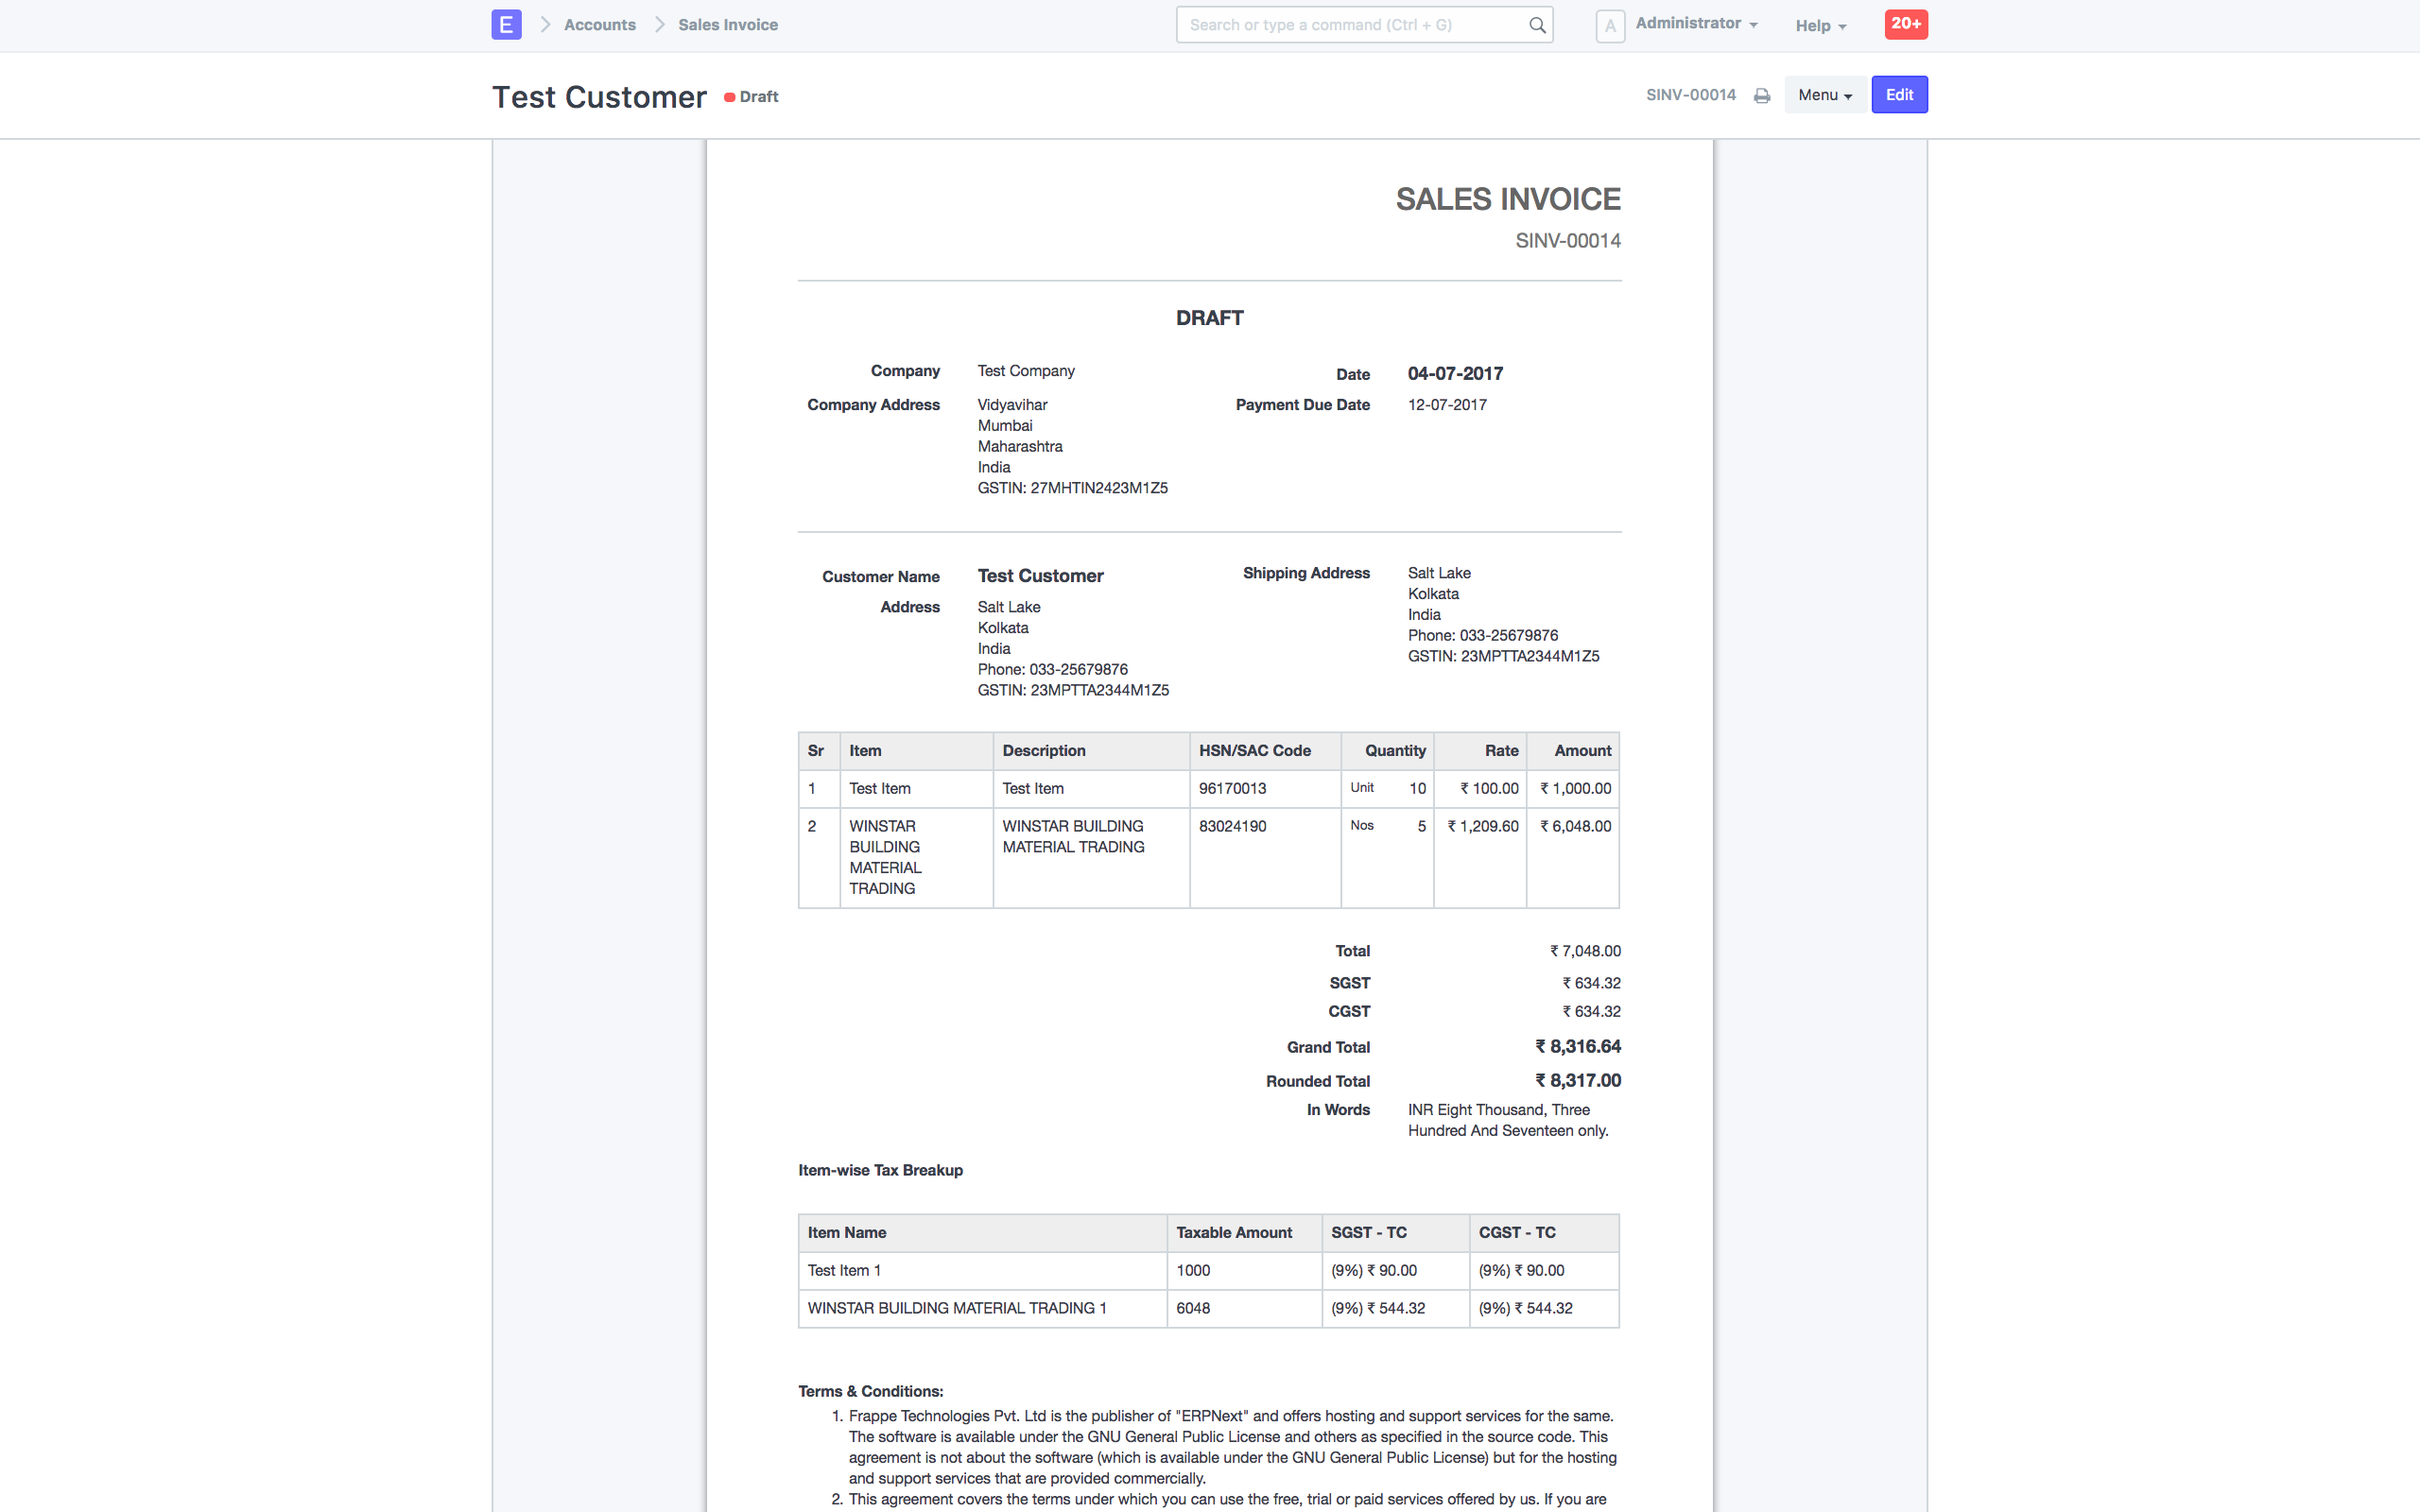 E Accounts Sales Invoice Search or type a command (Ctrl + G) A Administrator Help 20+
Test Customer Draft SINV-00014 Menu Edit
SALES INVOICE
SINV-00014
DRAFT
Company Test Company Date 04-07-2017
Company Address Vidyavihar Payment Due Date 12-07-2017
Mumbai
Maharashtra
India
GSTIN: 27MHTIN2423M1Z5
Customer Name Test Customer Shipping Address Salt Lake
Kolkata
India
Phone: 033-25679876
GSTIN: 23MPTTA2344M1Z5
Address Salt Lake
Kolkata
India
Phone: 033-25679876
GSTIN: 23MPTTA2344M1Z5
Sr Item Description HSN/SAC Code Quantity Rate Amount
1 Test Item Test Item 96170013 Unit 10 ₹ 100.00 ₹ 1,000.00
2 WINSTAR WINSTAR BUILDING 83024190 Nos 5 ₹ 1,209.60 ₹ 6,048.00
BUILDING MATERIAL TRADING
MATERIAL
TRADING
Total ₹ 7,048.00
SGST ₹ 634.32
CGST ₹ 634.32
Grand Total ₹ 8,316.64
Rounded Total ₹ 8,317.00
In Words INR Eight Thousand, Three
Hundred And Seventeen only.
Item-wise Tax Breakup
Item Name Taxable Amount SGST - TC CGST - TC
Test Item 1 1000 (9%) ₹ 90.00 (9%) ₹ 90.00
WINSTAR BUILDING MATERIAL TRADING 1 6048 (9%) ₹ 544.32 (9%) ₹ 544.32
Terms & Conditions:
1. Frappe Technologies Pvt. Ltd is the publisher of "ERPNext" and offers hosting and support services for the same.
The software is available under the GNU General Public License and others as specified in the source code. This
agreement is not about the software (which is available under the GNU General Public License) but for the hosting
and support services that are provided commercially.
2. This agreement covers the terms under which you can use the free, trial or paid services offered by us. If you are